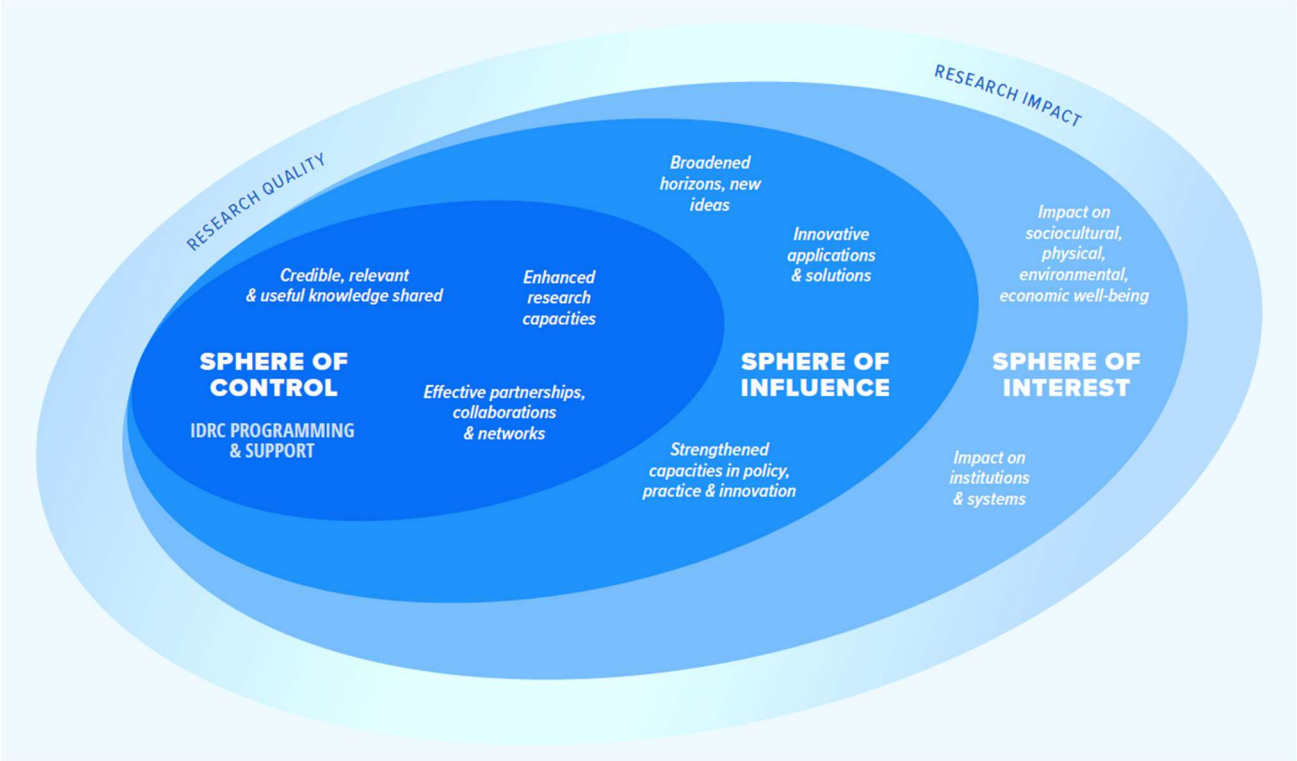 RESEARCH QUALITY
RESEARCH IMPACT
Credible, relevant
& useful knowledge shared
Enhanced
research
capacities
SPHERE OF
CONTROL
IDRC PROGRAMMING
& SUPPORT
Effective partnerships,
collaborations
& networks
Broadened
horizons, new
ideas
Innovative
applications
& solutions
SPHERE OF
INFLUENCE
Strengthened
capacities in policy,
practice & innovation
Impact on
sociocultural,
physical,
environmental,
economic well-being
SPHERE OF
INTEREST
Impact on
institutions
& systems